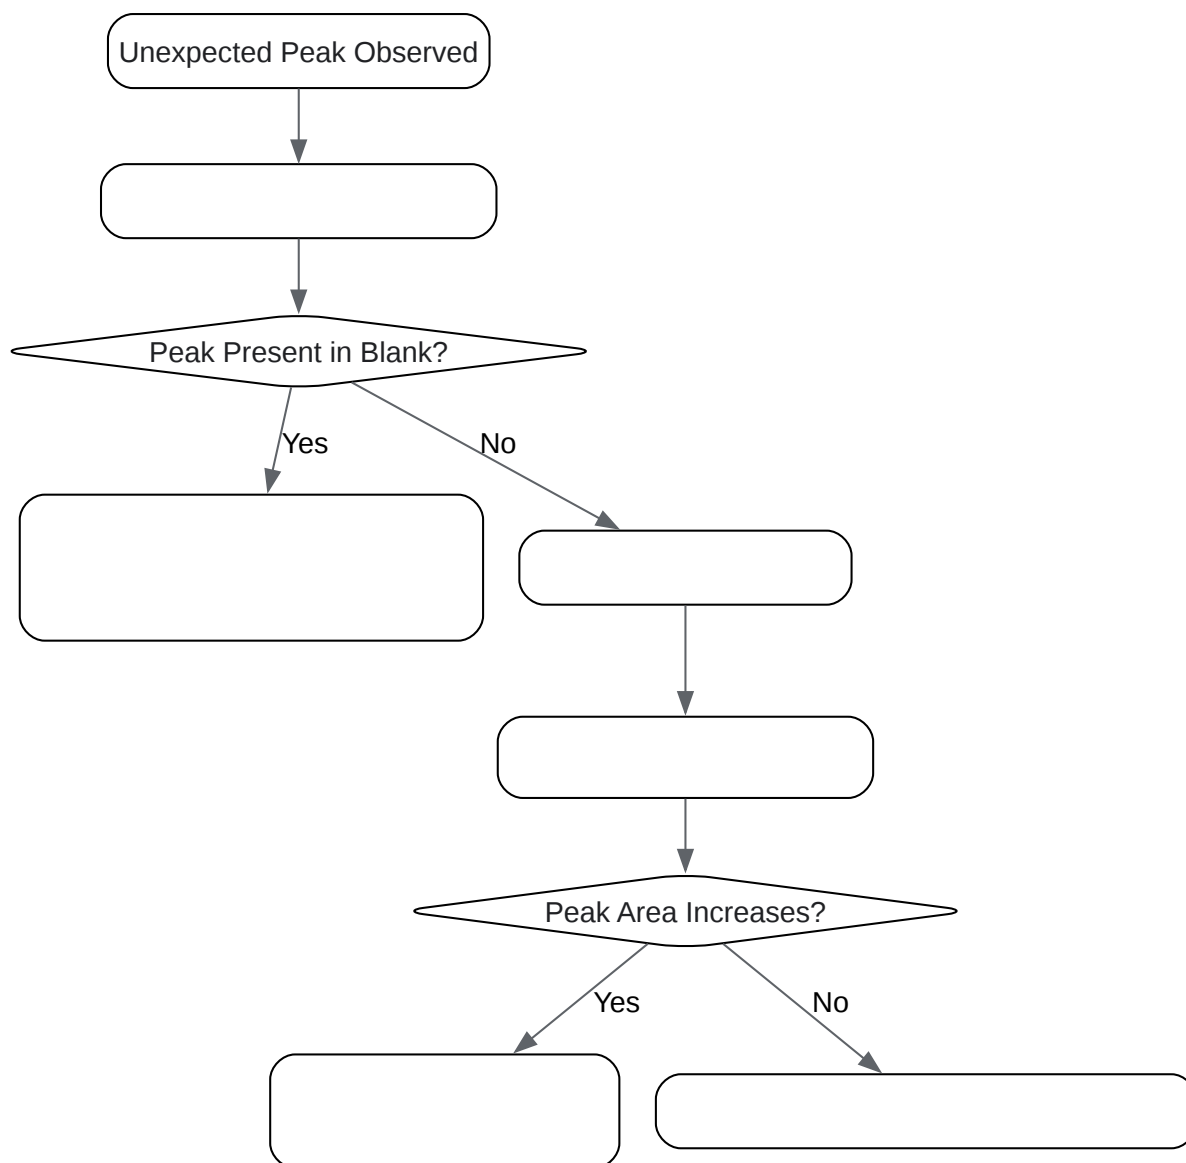 Unexpected Peak Observed
Peak Present in Blank?
Yes
No
Peak Area Increases?
Yes
No